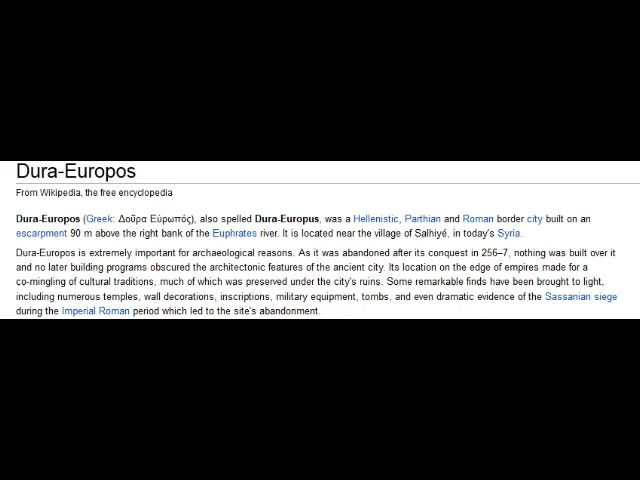 Dura-Europos
From Wikipedia, the free encyclopedia
Dura-Europos (Greek: Δοῦρα Εὐρωπός), also spelled Dura-Europus, was a Hellenistic, Parthian and Roman border city built on an
escarpment 90 m above the right bank of the Euphrates river. It is located near the village of Salhiyé, in today's Syria.
Dura-Europos is extremely important for archaeological reasons. As it was abandoned after its conquest in 256–7, nothing was built over it
and no later building programs obscured the architectonic features of the ancient city. Its location on the edge of empires made for a
co-mingling of cultural traditions, much of which was preserved under the city's ruins. Some remarkable finds have been brought to light,
including numerous temples, wall decorations, inscriptions, military equipment, tombs, and even dramatic evidence of the Sassanian siege
during the Imperial Roman period which led to the site's abandonment.